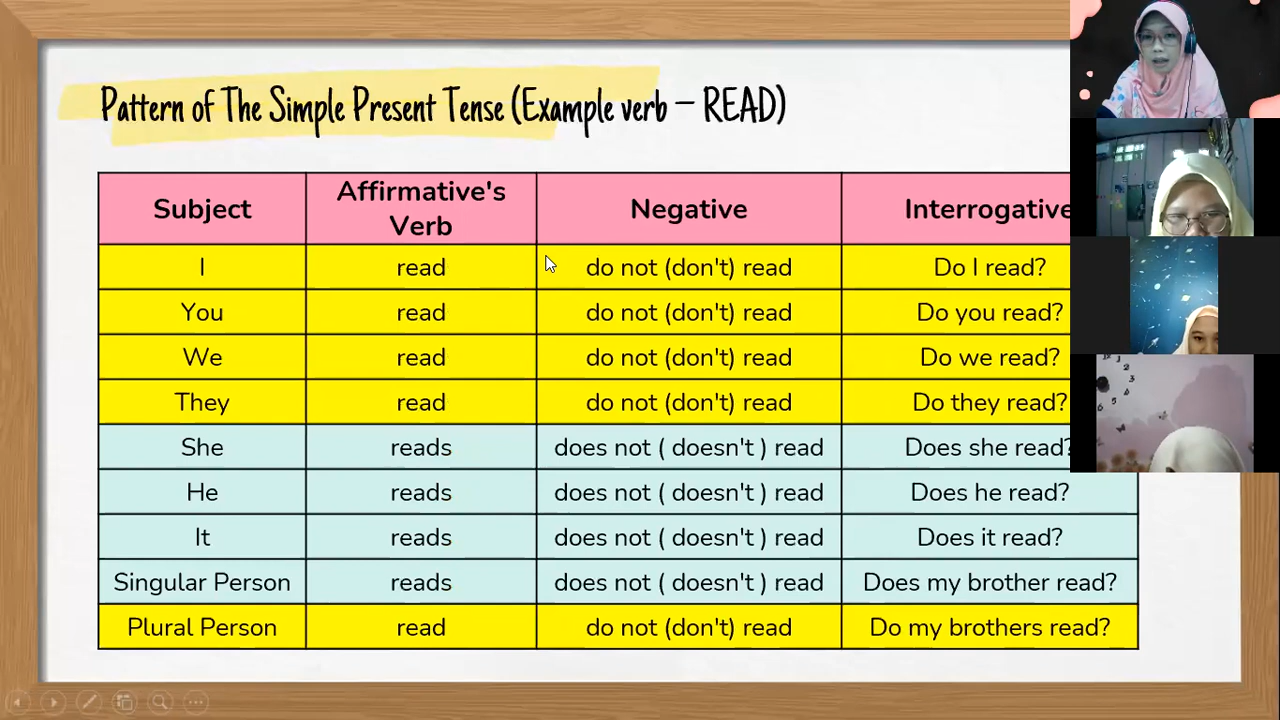 Pattern of The Simple Present Tense (Example verb – READ)
Subject Affirmative's Verb Negative Interrogative
I read do not (don't) read Do I read?
You read do not (don't) read Do you read?
We read do not (don't) read Do we read?
They read do not (don't) read Do they read?
She reads does not ( doesn't ) read Does she read?
He reads does not ( doesn't ) read Does he read?
It reads does not ( doesn't ) read Does it read?
Singular Person reads does not ( doesn't ) read Does my brother read?
Plural Person read do not (don't) read Do my brothers read?
1
2
3
6 5